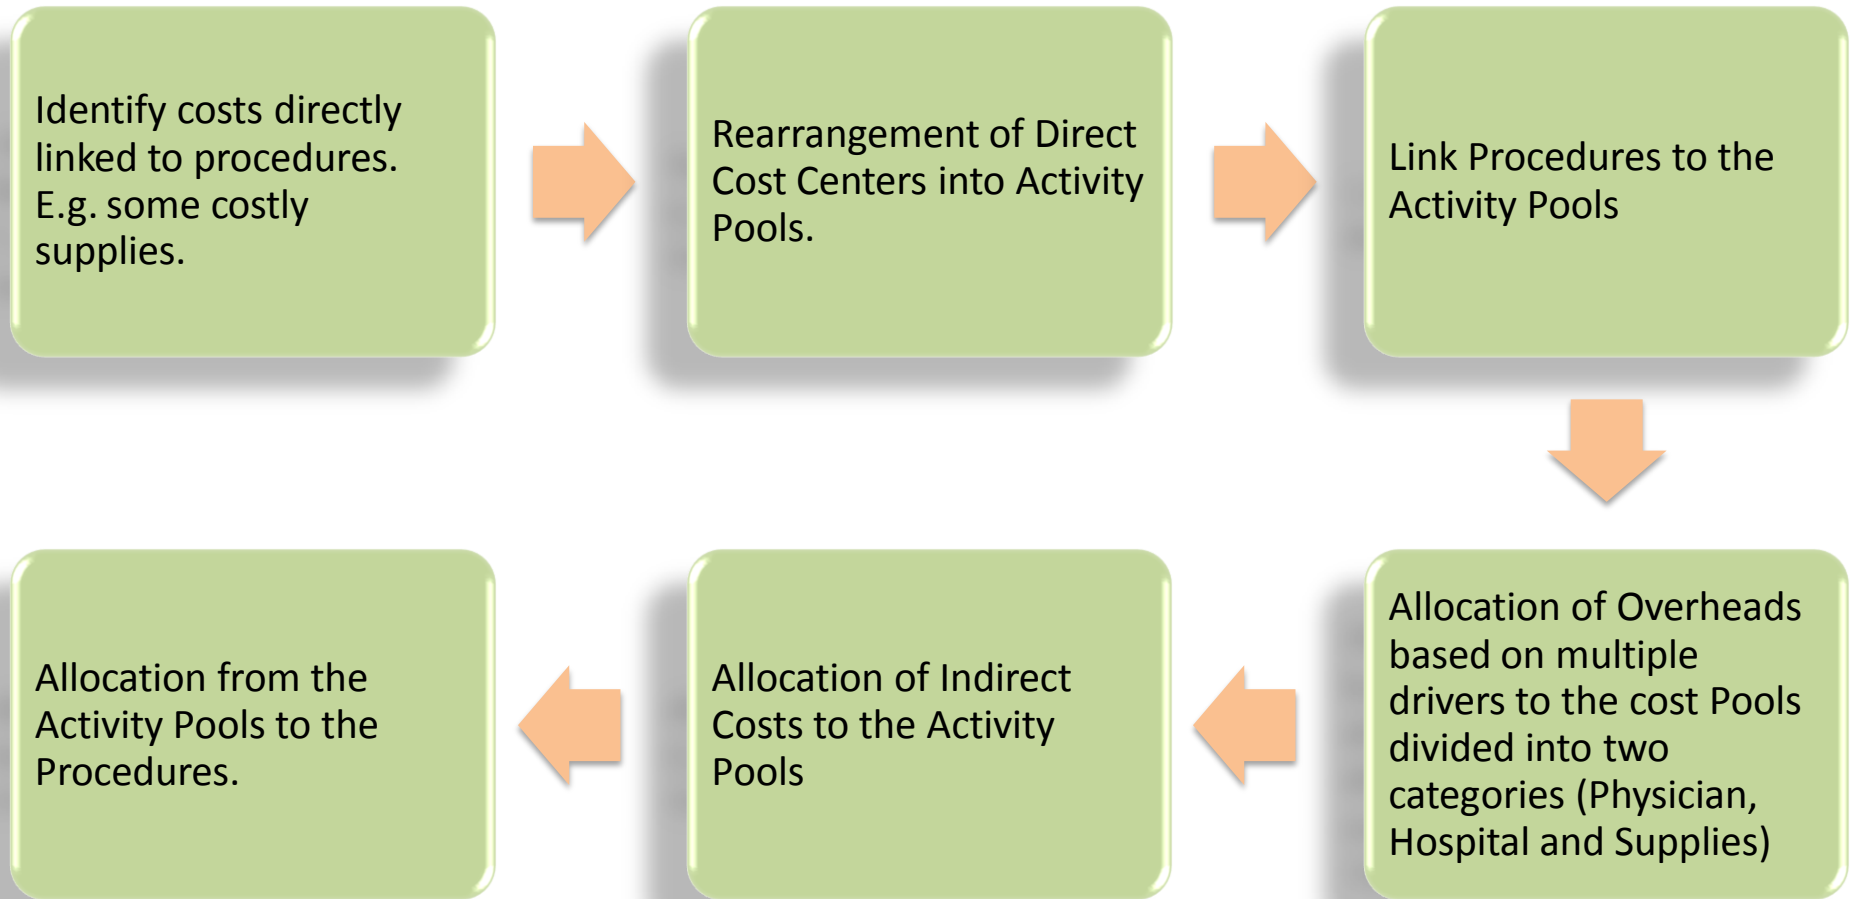 Identify costs directly
linked to procedures.
E.g. some costly
supplies.
Rearrangement of Direct
Cost Centers into Activity
Pools.
Link Procedures to the
Activity Pools
Allocation of Overheads
based on multiple
drivers to the cost Pools
divided into two
categories (Physician,
Hospital and Supplies)
Allocation of Indirect
Costs to the Activity
Pools
Allocation from the
Activity Pools to the
Procedures.